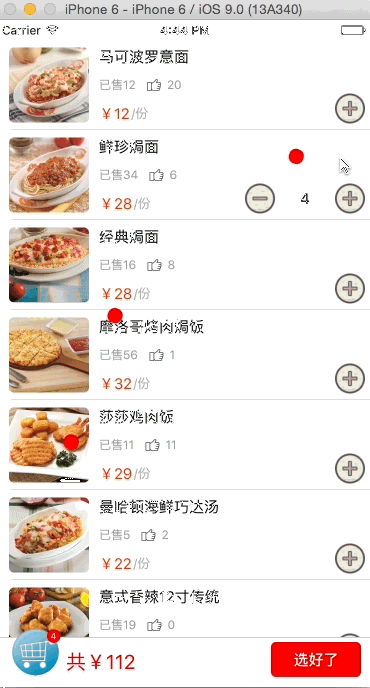 iPhone 6 - iPhone 6 / iOS 9.0 (13A340)
Carrier 4:44 PM
马可波罗意面
已售12 20
￥12/份
鲜珍焗面
已售34 6
￥28/份 4
经典焗面
已售16 8
￥28/份
摩洛哥烤肉焗饭
已售56 1
￥32/份
莎莎鸡肉饭
已售11 11
￥29/份
曼哈顿海鲜巧达汤
已售5 2
￥22/份
意式香辣12寸传统
已售19 0
4
共￥112 选好了